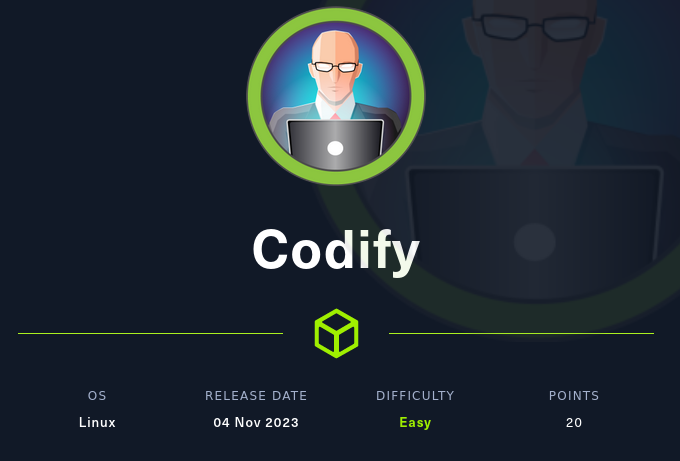 Codify
OS RELEASE DATE DIFFICULTY POINTS
Linux 04 Nov 2023 Easy 20